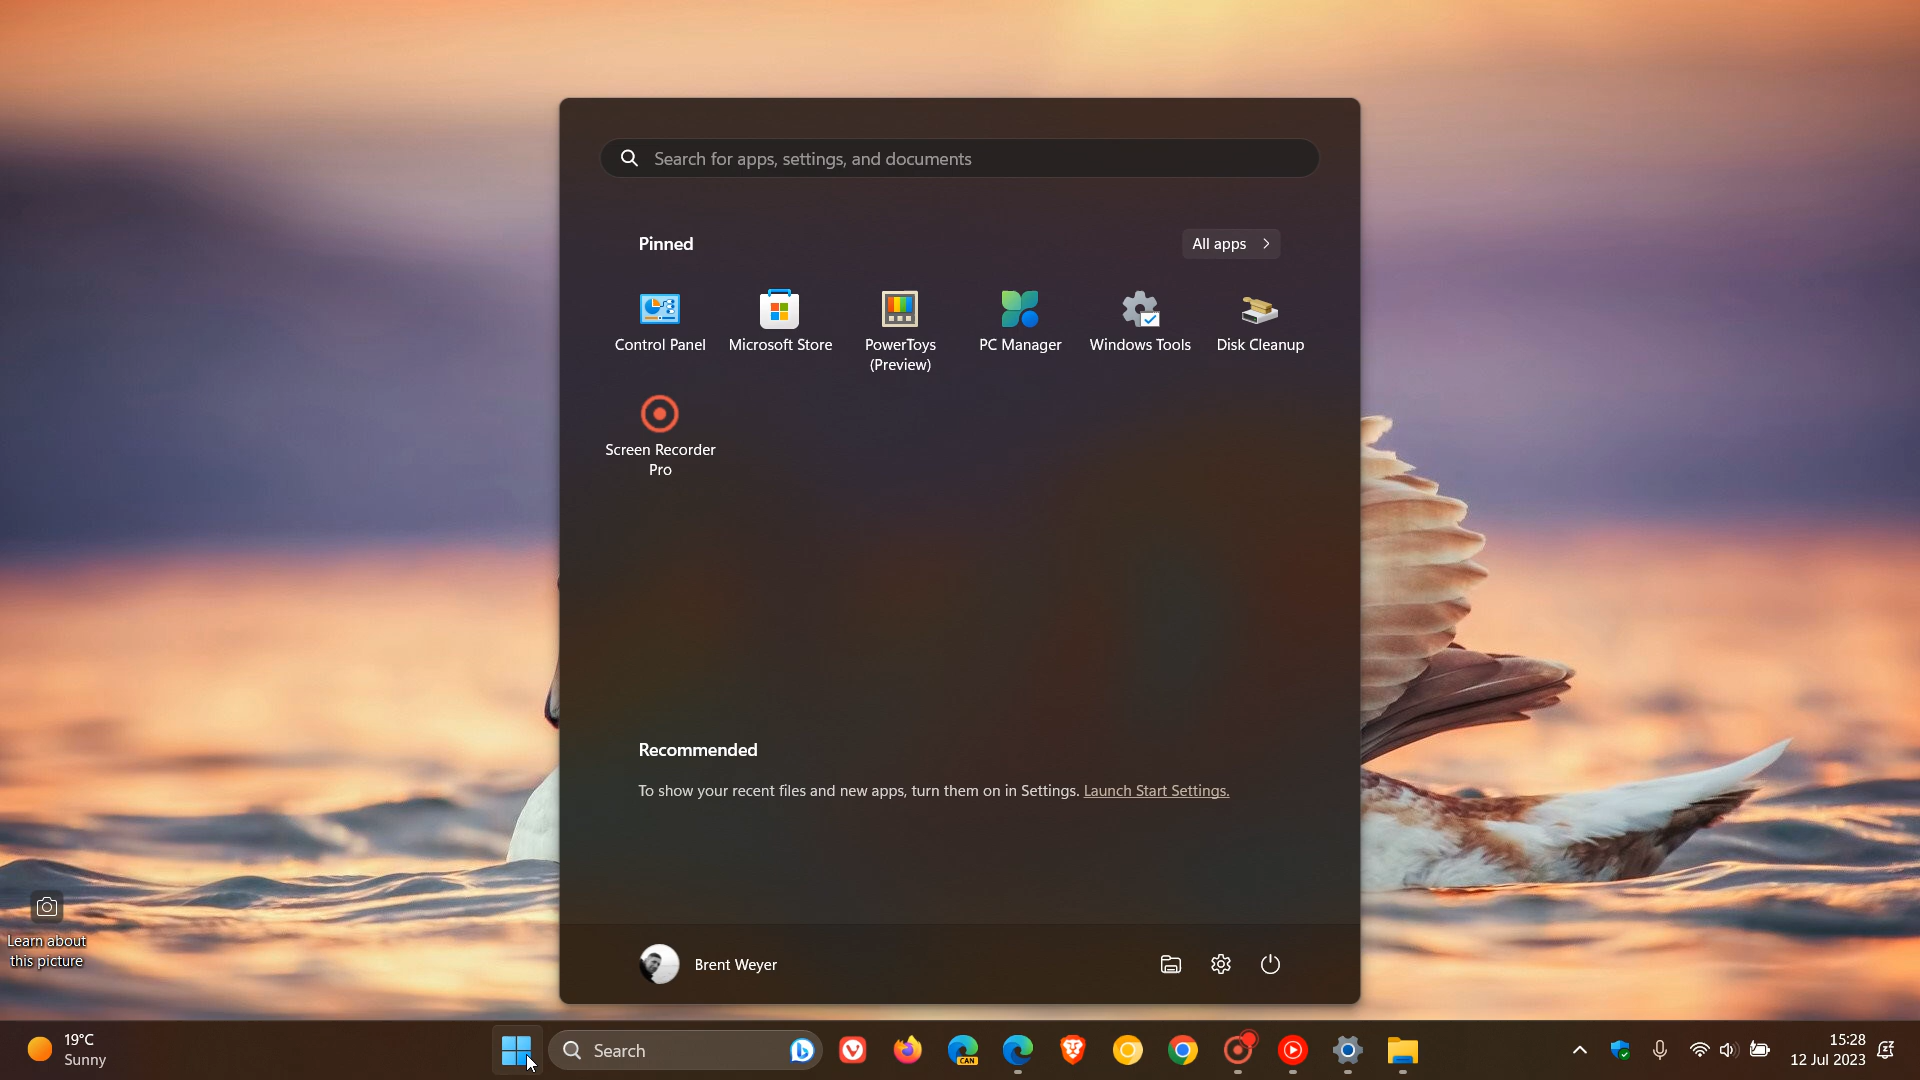 Search for apps, settings, and documents
Pinned
All apps
Control Panel
Microsoft Store
PowerToys
(Preview)
PC Manager
Windows Tools
Disk Cleanup
Screen Recorder
Pro
Recommended
To show your recent files and new apps, turn them on in Settings. Launch Start Settings.
Learn about
this picture
Brent Weyer
19°C
Sunny
Search
CAN
15:28
12 Jul 2023